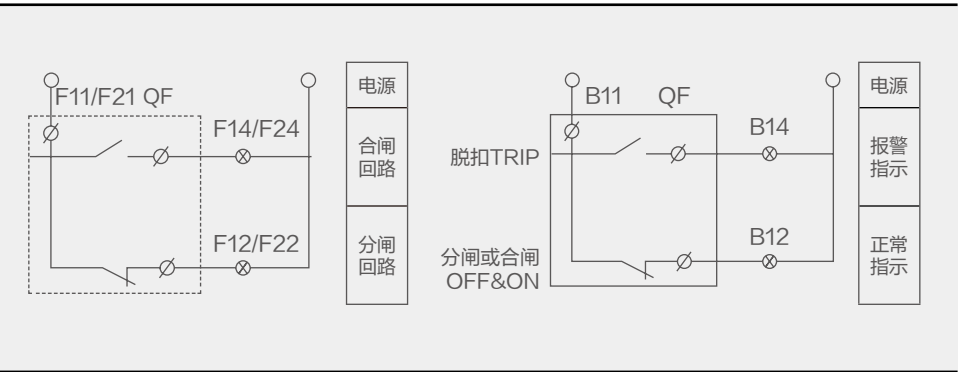 F11/F21 QF
F14/F24
F12/F22
电源
合闸
回路
分闸
回路
B11 QF
B14
脱扣TRIP
B12
分闸或合闸
OFF&ON
电源
报警
指示
正常
指示